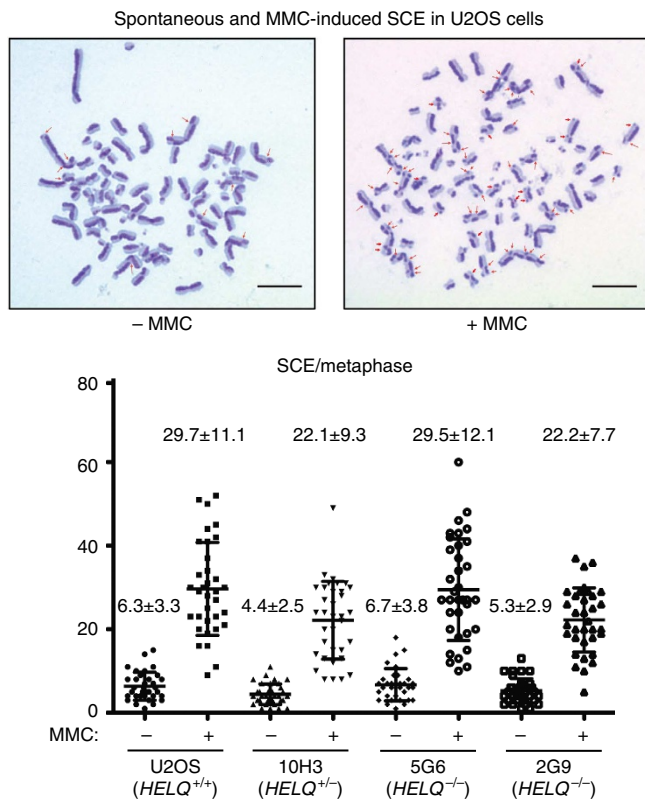 Spontaneous and MMC-induced SCE in U2OS cells
– MMC
+ MMC
SCE/metaphase
80
60
40
20
0
29.7±11.1
22.1±9.3
29.5±12.1
22.2±7.7
6.3±3.3
4.4±2.5
6.7±3.8
5.3±2.9
MMC: – + – + – + – +
U2OS 10H3 5G6 2G9
(HELQ+/+) (HELQ+/–) (HELQ–/–) (HELQ–/–)